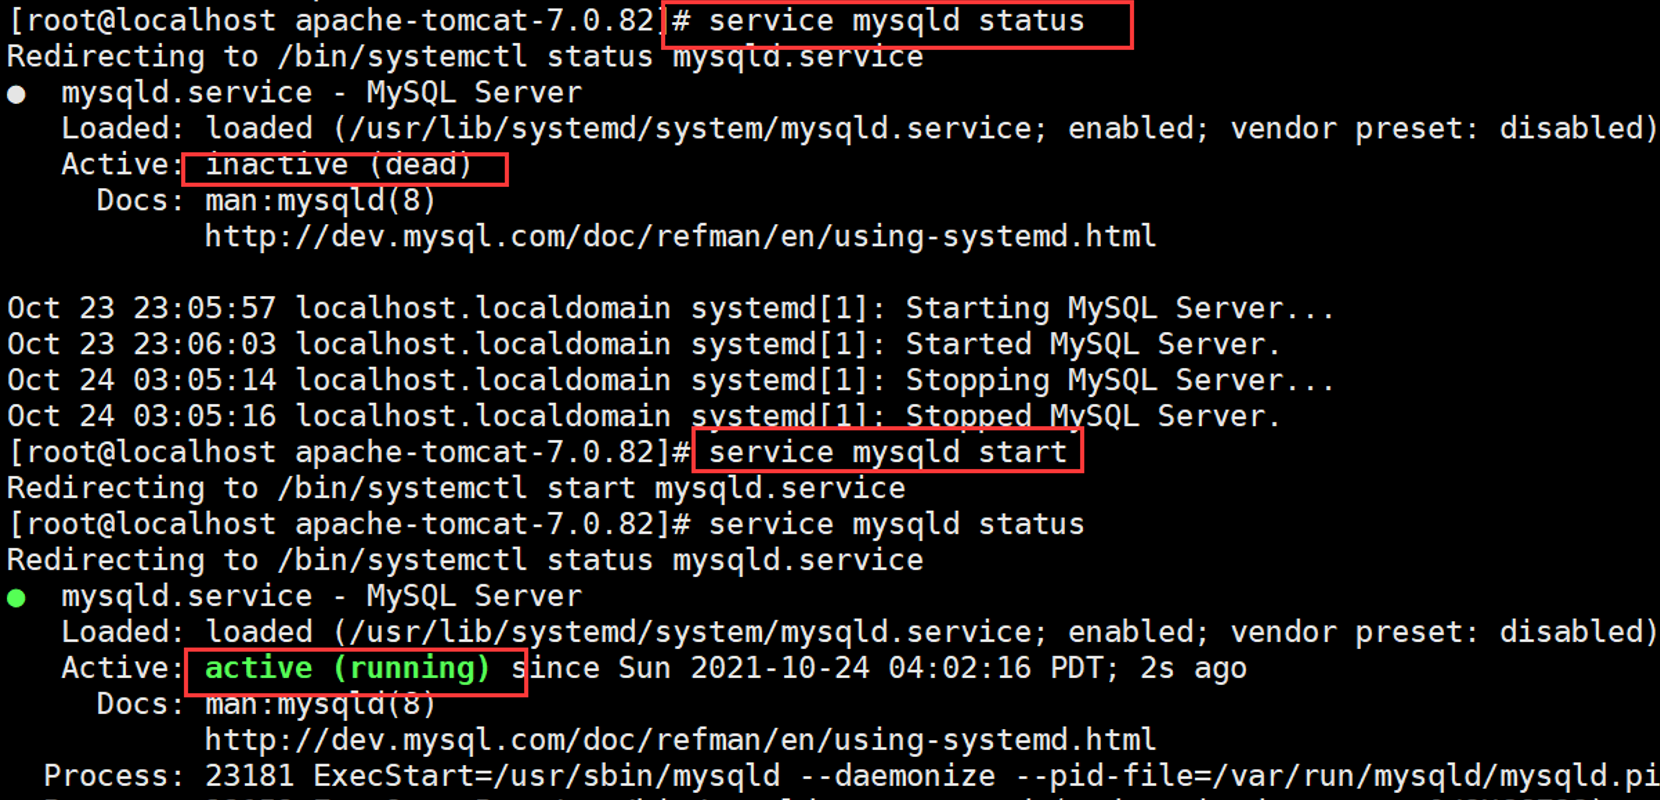 [root@localhost apache-tomcat-7.0.82]# service mysqld status
Redirecting to /bin/systemctl status mysqld.service
● mysqld.service - MySQL Server
Loaded: loaded (/usr/lib/systemd/system/mysqld.service; enabled; vendor preset: disabled)
Active: inactive (dead)
Docs: man:mysqld(8)
http://dev.mysql.com/doc/refman/en/using-systemd.html
Oct 23 23:05:57 localhost.localdomain systemd[1]: Starting MySQL Server...
Oct 23 23:06:03 localhost.localdomain systemd[1]: Started MySQL Server.
Oct 24 03:05:14 localhost.localdomain systemd[1]: Stopping MySQL Server...
Oct 24 03:05:16 localhost.localdomain systemd[1]: Stopped MySQL Server.
[root@localhost apache-tomcat-7.0.82]# service mysqld start
Redirecting to /bin/systemctl start mysqld.service
[root@localhost apache-tomcat-7.0.82]# service mysqld status
Redirecting to /bin/systemctl status mysqld.service
● mysqld.service - MySQL Server
Loaded: loaded (/usr/lib/systemd/system/mysqld.service; enabled; vendor preset: disabled)
Active: active (running) since Sun 2021-10-24 04:02:16 PDT; 2s ago
Docs: man:mysqld(8)
http://dev.mysql.com/doc/refman/en/using-systemd.html
Process: 23181 ExecStart=/usr/sbin/mysqld --daemonize --pid-file=/var/run/mysqld/mysqld.pi